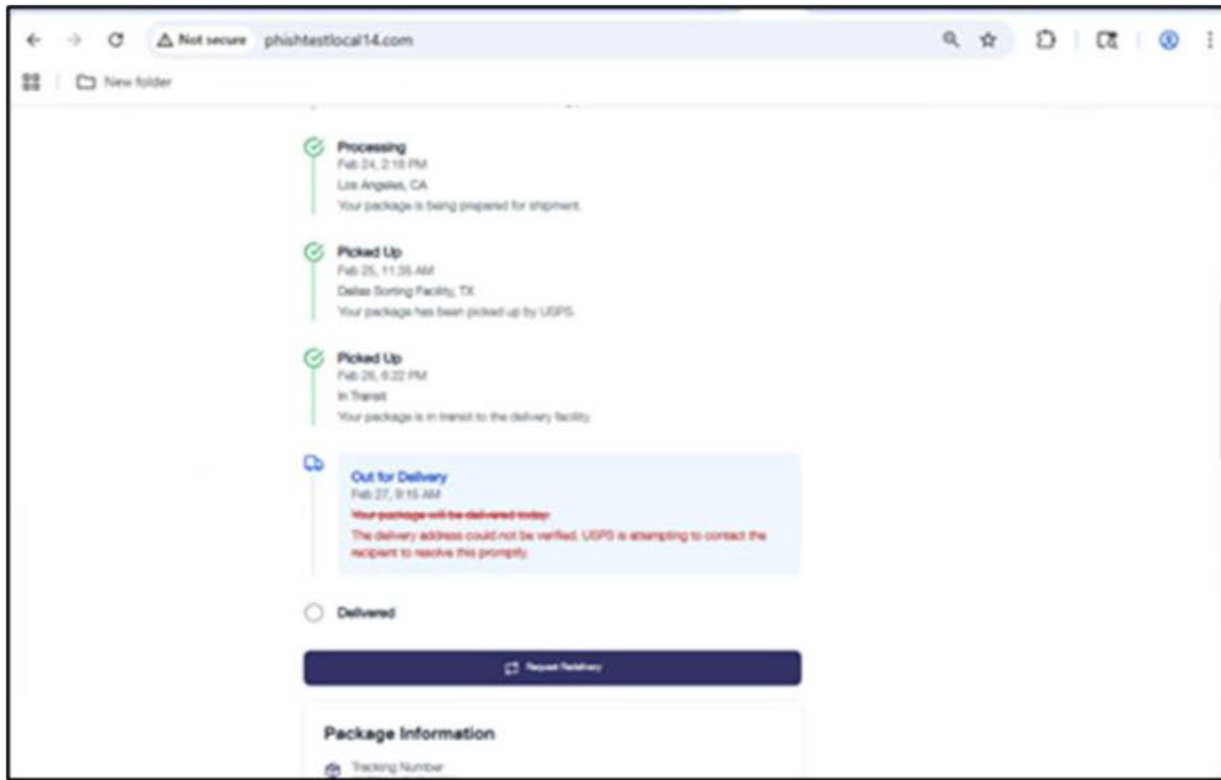 Not secure phishtestlocal14.com
New folder
Processing
Feb 24, 2:18 PM
Los Angeles, CA
Your package is being prepared for shipment.
Picked Up
Feb 25, 11:35 AM
Dallas Sorting Facility, TX
Your package has been picked up by USPS.
Picked Up
Feb 26, 6:22 PM
In Transit
Your package is in transit to the delivery facility.
Out for Delivery
Feb 27, 9:15 AM
Your package will be delivered today.
The delivery address could not be verified. USPS is attempting to contact the
recipient to resolve this promptly.
Delivered
Request Redelivery
Package Information
Tracking Number